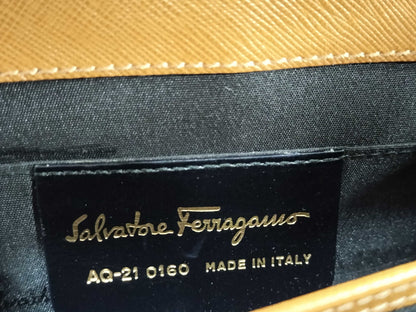 Salvatore Ferragamo
AQ-21 0160 MADE IN ITALY